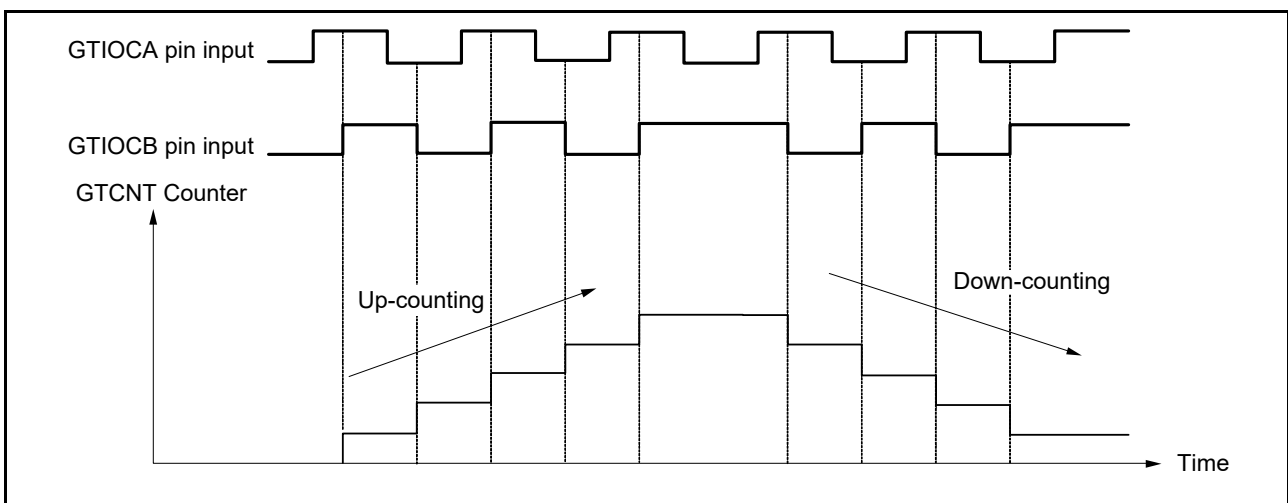 GTIOCA pin input
GTIOCB pin input
GTCNT Counter
Up-counting
Down-counting
Time